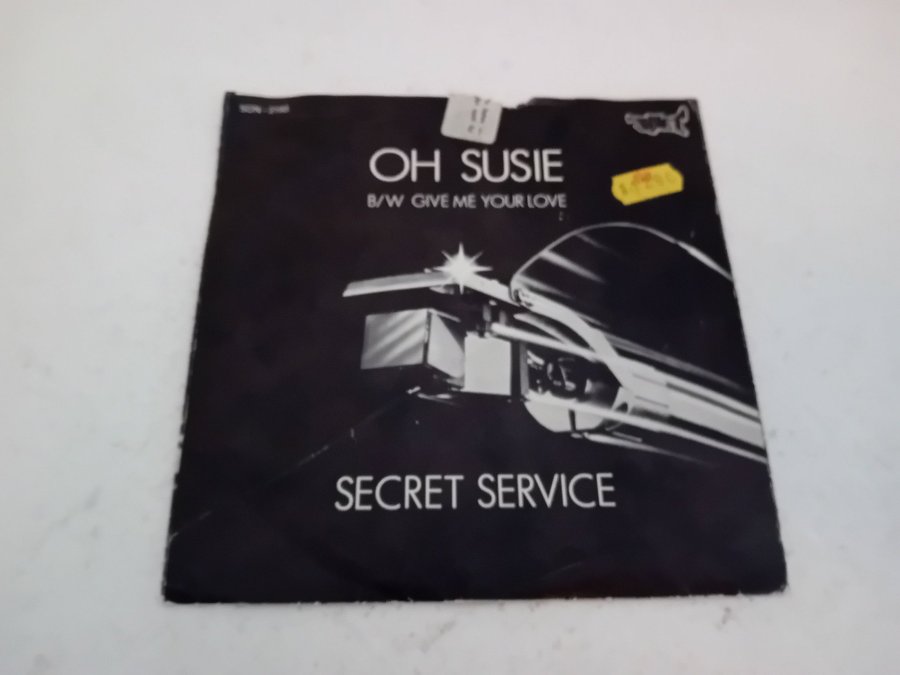 OH SUSIE
B/W GIVE ME YOUR LOVE
SECRET SERVICE